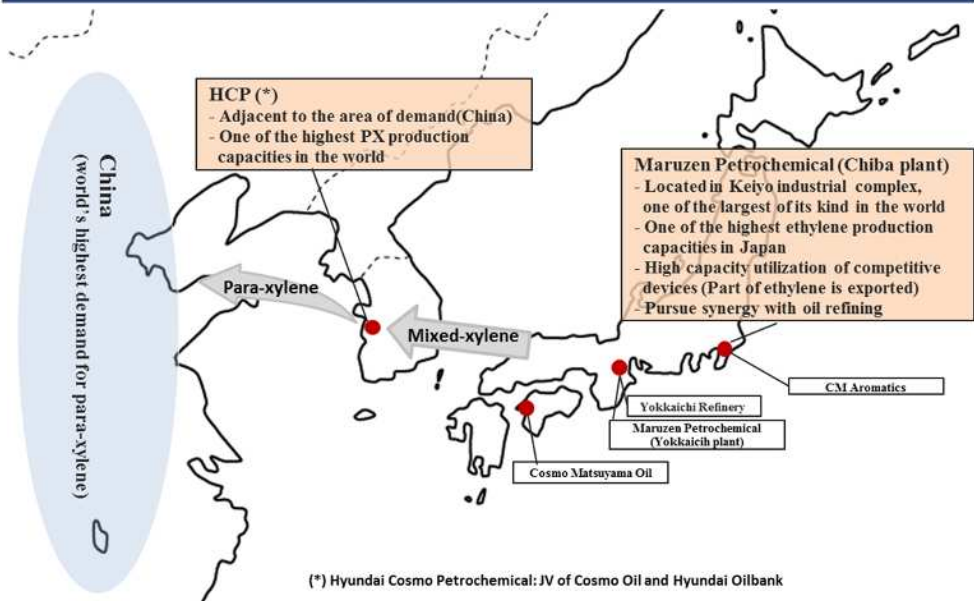 HCP (*)
- Adjacent to the area of demand(China)
- One of the highest PX production
capacities in the world
Maruzen Petrochemical (Chiba plant)
- Located in Keiyo industrial complex,
one of the largest of its kind in the world
- One of the highest ethylene production
capacities in Japan
- High capacity utilization of competitive
devices (Part of ethylene is exported)
- Pursue synergy with oil refining
China
(world's highest demand for para-xylene)
Para-xylene
Mixed-xylene
CM Aromatics
Yokkaichi Refinery
Maruzen Petrochemical
(Yokkaicih plant)
Cosmo Matsuyama Oil
(*) Hyundai Cosmo Petrochemical: JV of Cosmo Oil and Hyundai Oilbank